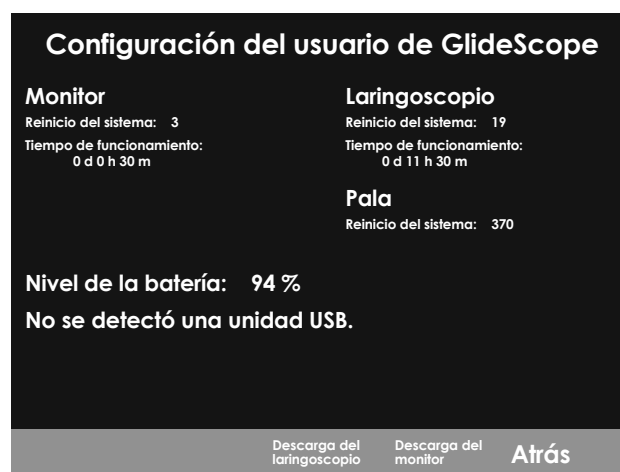 Configuración del usuario de GlideScope
Monitor
Reinicio del sistema: 3
Tiempo de funcionamiento:
0 d 0 h 30 m
Laringoscopio
Reinicio del sistema: 19
Tiempo de funcionamiento:
0 d 11 h 30 m
Pala
Reinicio del sistema: 370
Nivel de la batería: 94 %
No se detectó una unidad USB.
Descarga del
laringoscopio
Descarga del
monitor
Atrás